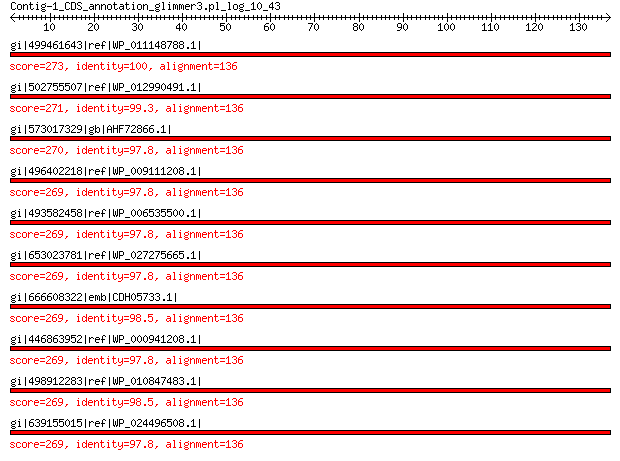 Contig-1_CDS_annotation_glimmer3.pl_log_10_43
10 20 30 40 50 60 70 80 90 100 110 120 130
gi|499461643|ref|WP_011148788.1|
score=273, identity=100, alignment=136
gi|502755507|ref|WP_012990491.1|
score=271, identity=99.3, alignment=136
gi|573017329|gb|AHF72866.1|
score=270, identity=97.8, alignment=136
gi|496402218|ref|WP_009111208.1|
score=269, identity=97.8, alignment=136
gi|493582458|ref|WP_006535500.1|
score=269, identity=97.8, alignment=136
gi|653023781|ref|WP_027275665.1|
score=269, identity=97.8, alignment=136
gi|666608322|emb|CDH05733.1|
score=269, identity=98.5, alignment=136
gi|446863952|ref|WP_000941208.1|
score=269, identity=97.8, alignment=136
gi|498912283|ref|WP_010847483.1|
score=269, identity=98.5, alignment=136
gi|639155015|ref|WP_024496508.1|
score=269, identity=97.8, alignment=136